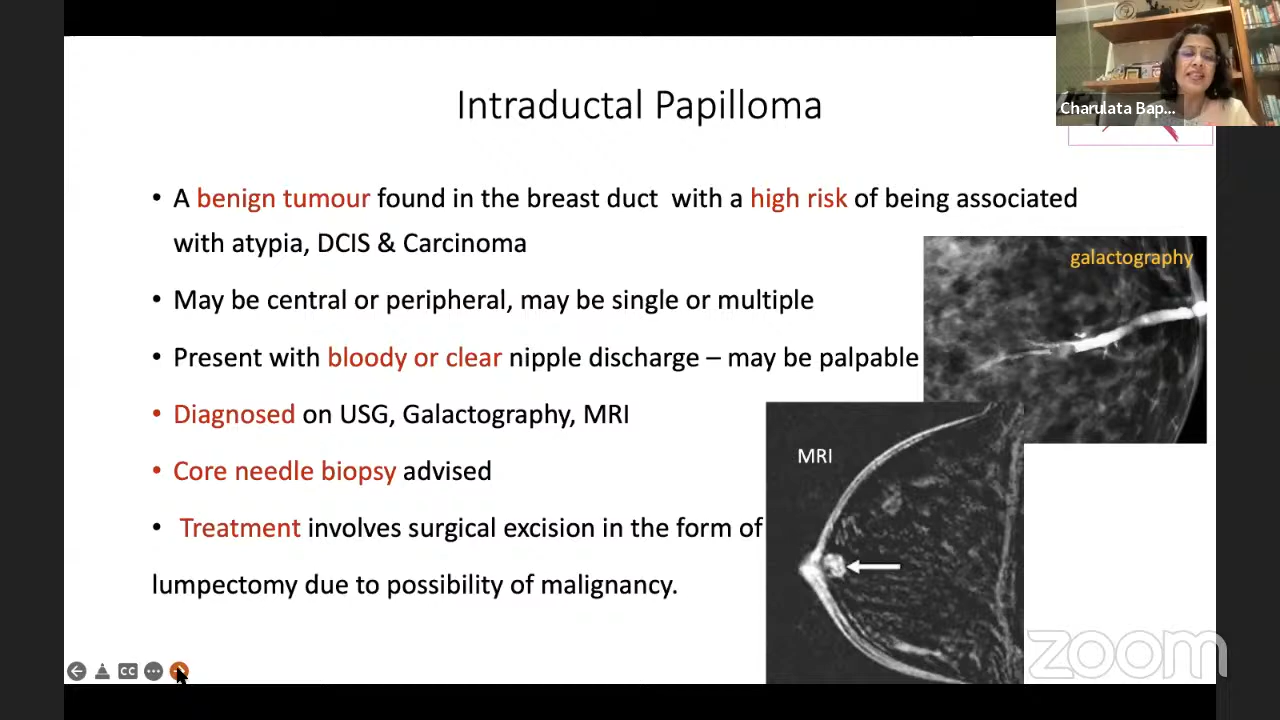 Intraductal Papilloma
Charulata Bap...
• A benign tumour found in the breast duct with a high risk of being associated
with atypia, DCIS & Carcinoma
galactography
• May be central or peripheral, may be single or multiple
• Present with bloody or clear nipple discharge – may be palpable
• Diagnosed on USG, Galactography, MRI
MRI
• Core needle biopsy advised
• Treatment involves surgical excision in the form of
lumpectomy due to possibility of malignancy.
CC
zoom